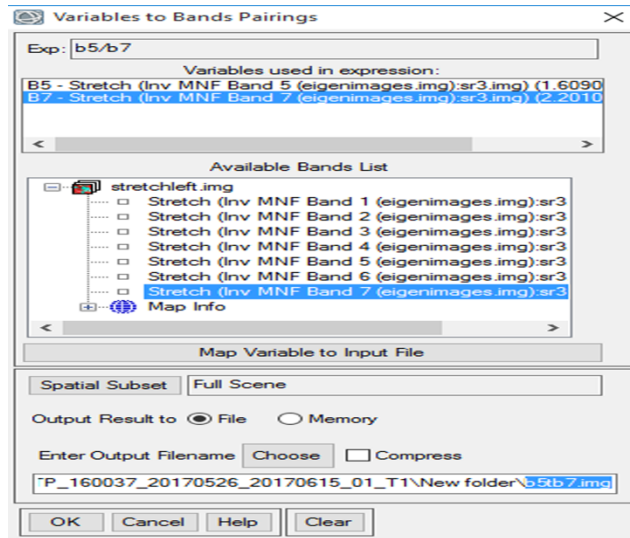 Variables to Bands Pairings
Exp: b5/b7
Variables used in expression:
B5 - Stretch (Inv MNF Band 5 (eigenimages.img):sr3.img) (1.6090
B7 - Stretch (Inv MNF Band 7 (eigenimages.img):sr3.img) (2.2010
Available Bands List
stretchleft.img
Stretch (Inv MNF Band 1 (eigenimages.img):sr3
Stretch (Inv MNF Band 2 (eigenimages.img):sr3
Stretch (Inv MNF Band 3 (eigenimages.img):sr3
Stretch (Inv MNF Band 4 (eigenimages.img):sr3
Stretch (Inv MNF Band 5 (eigenimages.img):sr3
Stretch (Inv MNF Band 6 (eigenimages.img):sr3
Stretch (Inv MNF Band 7 (eigenimages.img):sr3
Map Info
Map Variable to Input File
Spatial Subset Full Scene
Output Result to File Memory
Enter Output Filename Choose Compress
P_160037_20170526_20170615_01_T1\New folder\b5tb7.img
OK Cancel Help Clear